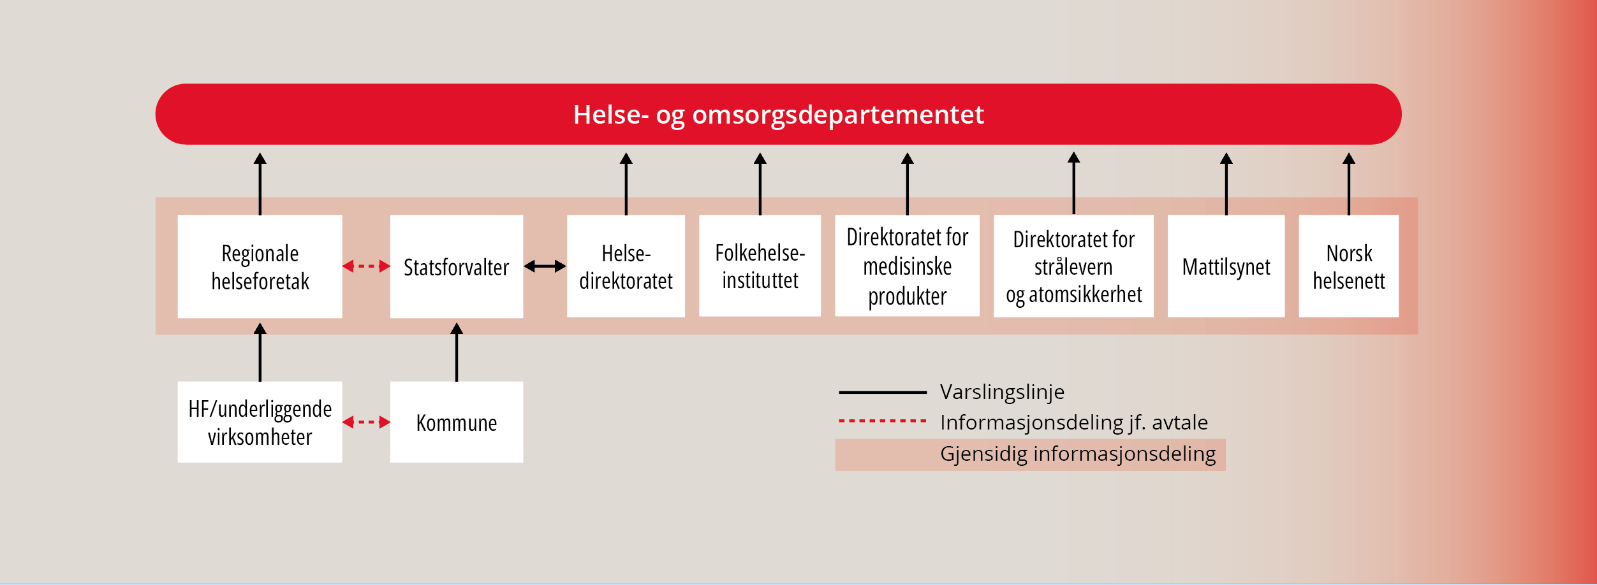 Helse- og omsorgsdepartementet
Regionale
helseforetak
Statsforvalter
Helse-
direktoratet
Folkehelse-
instituttet
Direktoratet for
medisinske
produkter
Direktoratet for
strålevern
og atomsikkerhet
Mattilsynet
Norsk
helsenett
HF/underliggende
virksomheter
Kommune
Varslingslinje
Informasjonsdeling jf. avtale
Gjensidig informasjonsdeling